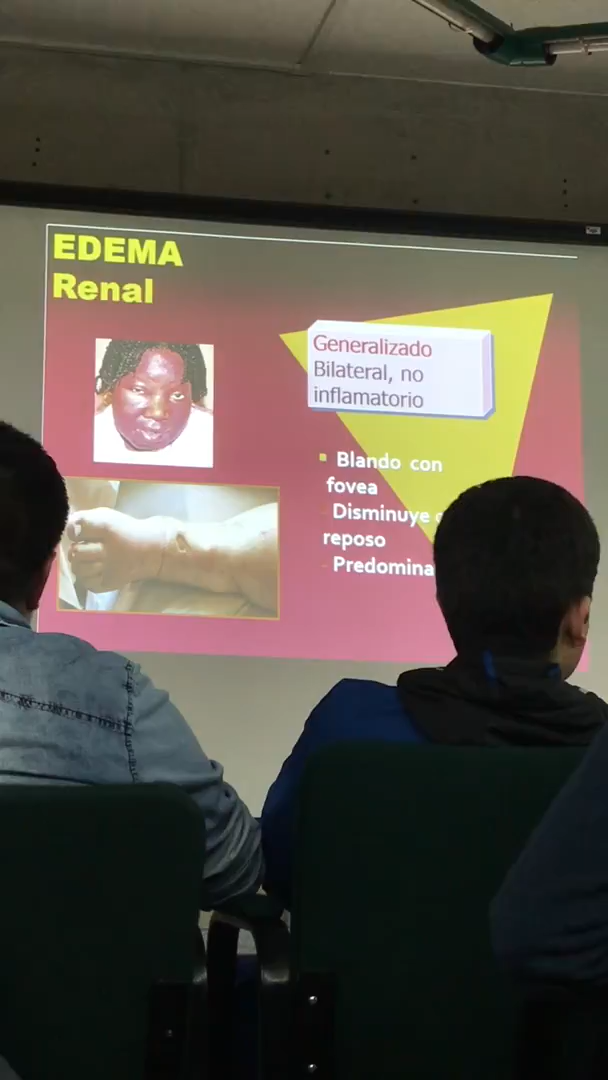 EDEMA
Renal
Generalizado
Bilateral, no
inflamatorio
Blando con
fovea
Disminuye
reposo
Predomina